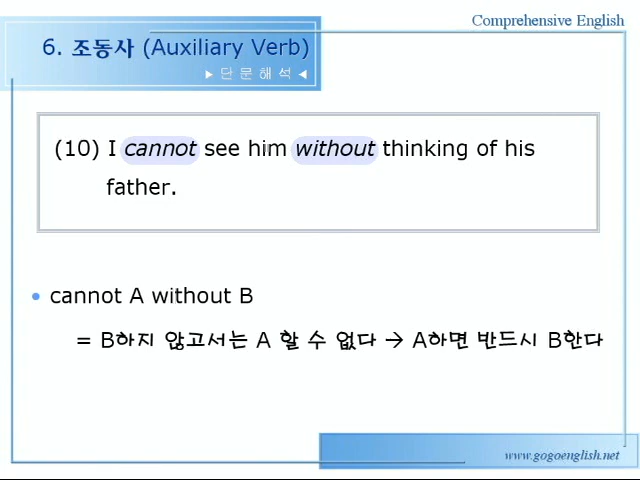 Comprehensive English
6. 조동사 (Auxiliary Verb)
▶ 단 문 해 석 ◀
(10) I cannot see him without thinking of his
father.
• cannot A without B
= B하지 않고서는 A 할 수 없다 → A하면 반드시 B한다
www.gogoenglish.net